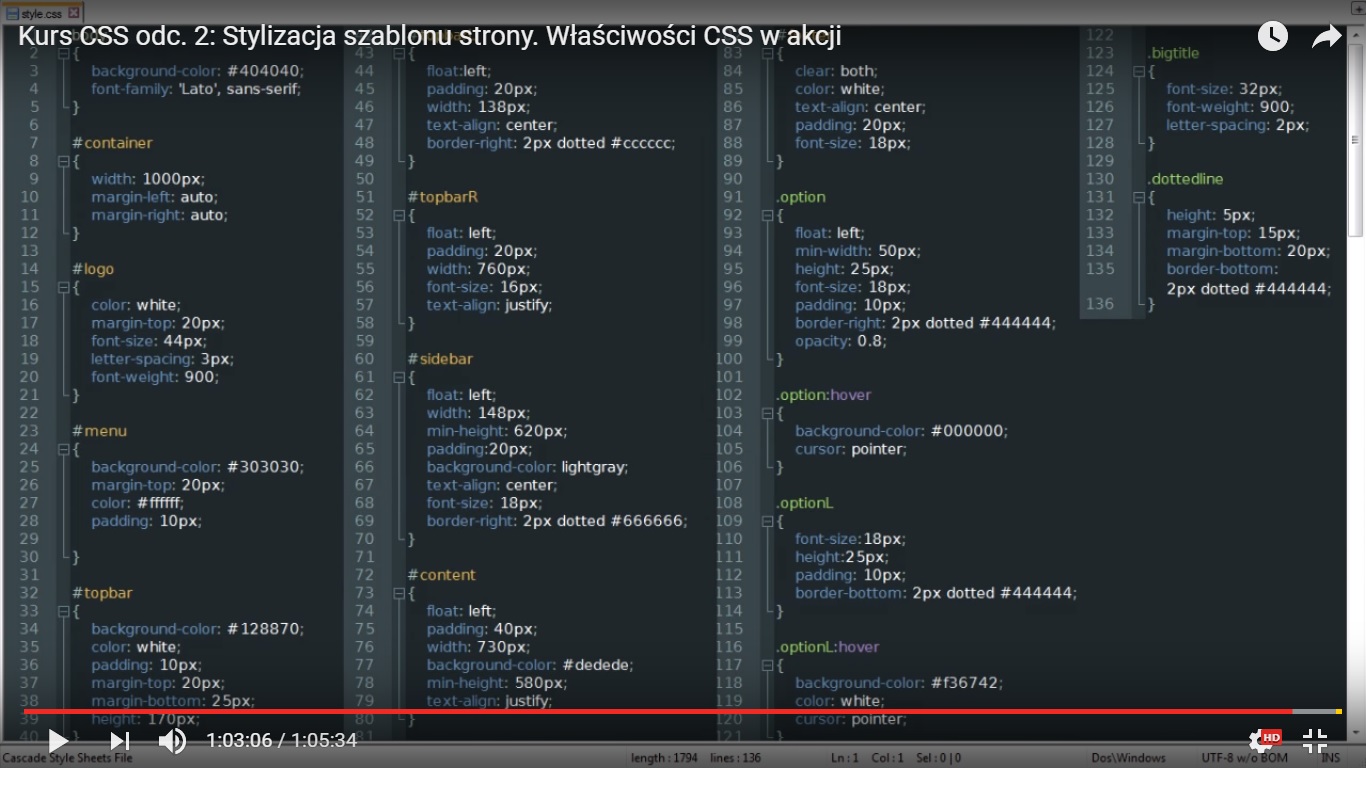 style.css
Kurs CSS odc. 2: Stylizacja szablonu strony. Właściwości CSS w akcji
2 {
3 background-color: #404040;
4 font-family: 'Lato', sans-serif;
5 }
6
7 #container
8 {
9 width: 1000px;
10 margin-left: auto;
11 margin-right: auto;
12 }
13
14 #logo
15 {
16 color: white;
17 margin-top: 20px;
18 font-size: 44px;
19 letter-spacing: 3px;
20 font-weight: 900;
21 }
22
23 #menu
24 {
25 background-color: #303030;
26 margin-top: 20px;
27 color: #ffffff;
28 padding: 10px;
29
30 }
31
32 #topbar
33 {
34 background-color: #128870;
35 color: white;
36 padding: 10px;
37 margin-top: 20px;
38 margin-bottom: 25px;
39 height: 170px;
40 }
43 {
44 float:left;
45 padding: 20px;
46 width: 138px;
47 text-align: center;
48 border-right: 2px dotted #cccccc;
49 }
50
51 #topbarR
52 {
53 float: left;
54 padding: 20px;
55 width: 760px;
56 font-size: 16px;
57 text-align: justify;
58 }
59
60 #sidebar
61 {
62 float: left;
63 width: 148px;
64 min-height: 620px;
65 padding:20px;
66 background-color: lightgray;
67 text-align: center;
68 font-size: 18px;
69 border-right: 2px dotted #666666;
70 }
71
72 #content
73 {
74 float: left;
75 padding: 40px;
76 width: 730px;
77 background-color: #dedede;
78 min-height: 580px;
79 text-align: justify;
80 }
81
83 {
84 clear: both;
85 color: white;
86 text-align: center;
87 padding: 20px;
88 font-size: 18px;
89 }
90
91 .option
92 {
93 float: left;
94 min-width: 50px;
95 height: 25px;
96 font-size: 18px;
97 padding: 10px;
98 border-right: 2px dotted #444444;
99 opacity: 0.8;
100 }
101
102 .option:hover
103 {
104 background-color: #000000;
105 cursor: pointer;
106 }
107
108 .optionL
109 {
110 font-size:18px;
111 height:25px;
112 padding: 10px;
113 border-bottom: 2px dotted #444444;
114 }
115
116 .optionL:hover
117 {
118 background-color: #f36742;
119 color: white;
120 cursor: pointer;
121 }
122
123 .bigtitle
124 {
125 font-size: 32px;
126 font-weight: 900;
127 letter-spacing: 2px;
128 }
129
130 .dottedline
131 {
132 height: 5px;
133 margin-top: 15px;
134 margin-bottom: 20px;
135 border-bottom:
2px dotted #444444;
136 }
1:03:06 / 1:05:34
HD
Cascade Style Sheets File length : 1794 lines : 136 Ln : 1 Col : 1 Sel : 0 | 0 Dos\Windows UTF-8 w/o BOM INS